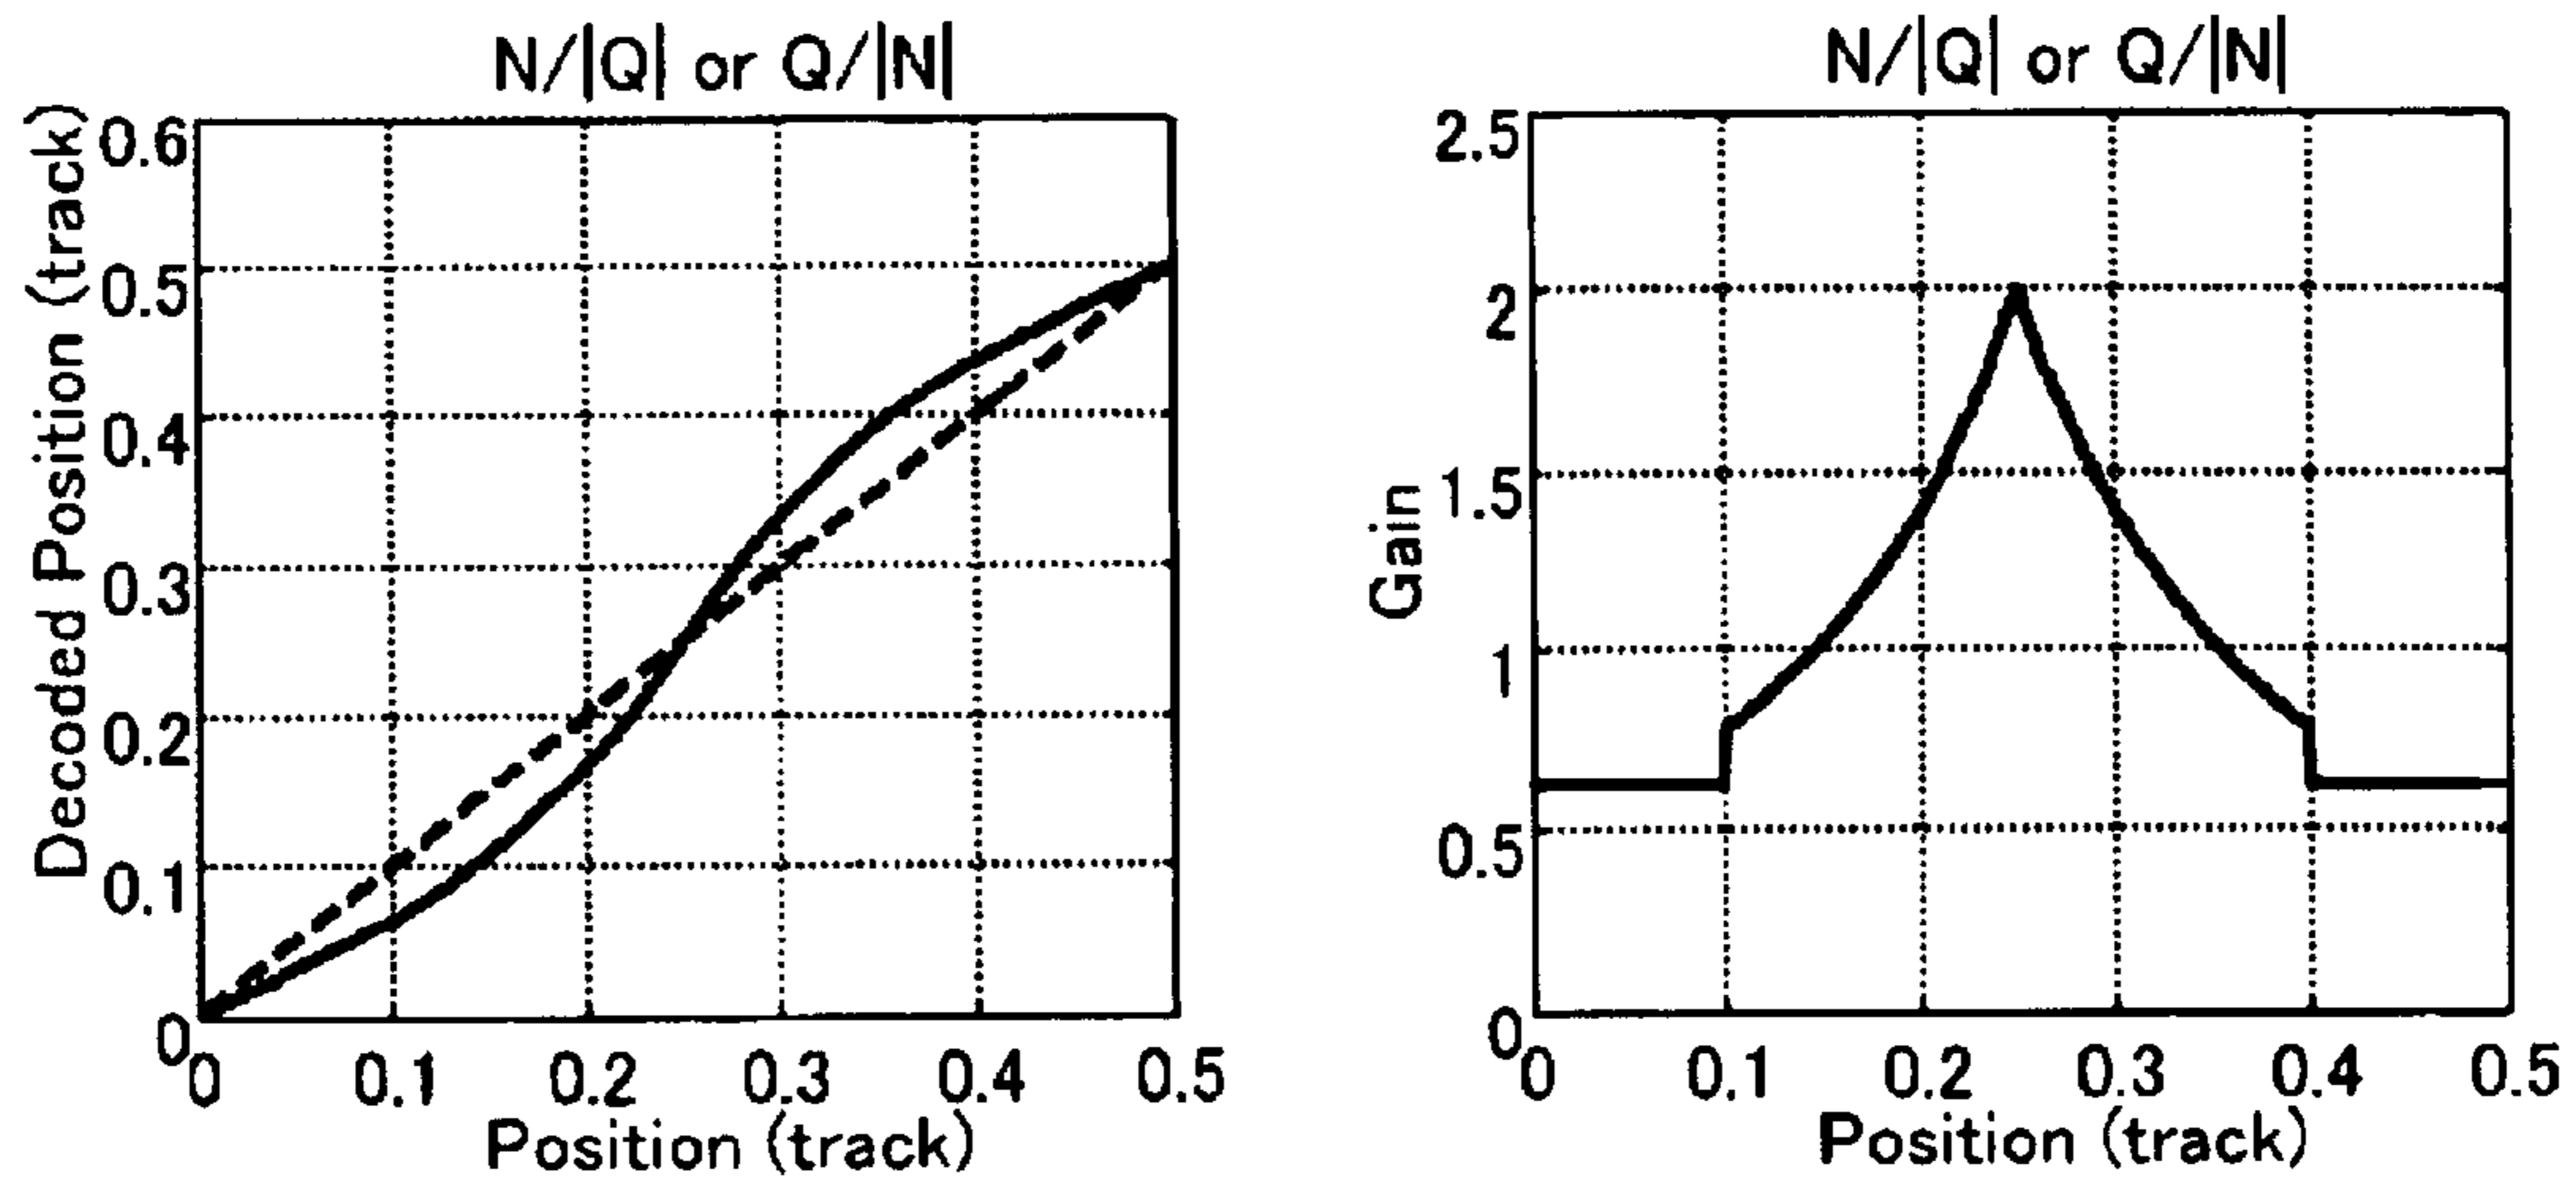 N/|Q| or Q/|N|
Decoded Position (track)
0.6
0.5
0.4
0.3
0.2
0.1
0
0 0.1 0.2 0.3 0.4 0.5
Position (track)
N/|Q| or Q/|N|
Gain
2.5
2
1.5
1
0.5
0
0 0.1 0.2 0.3 0.4 0.5
Position (track)